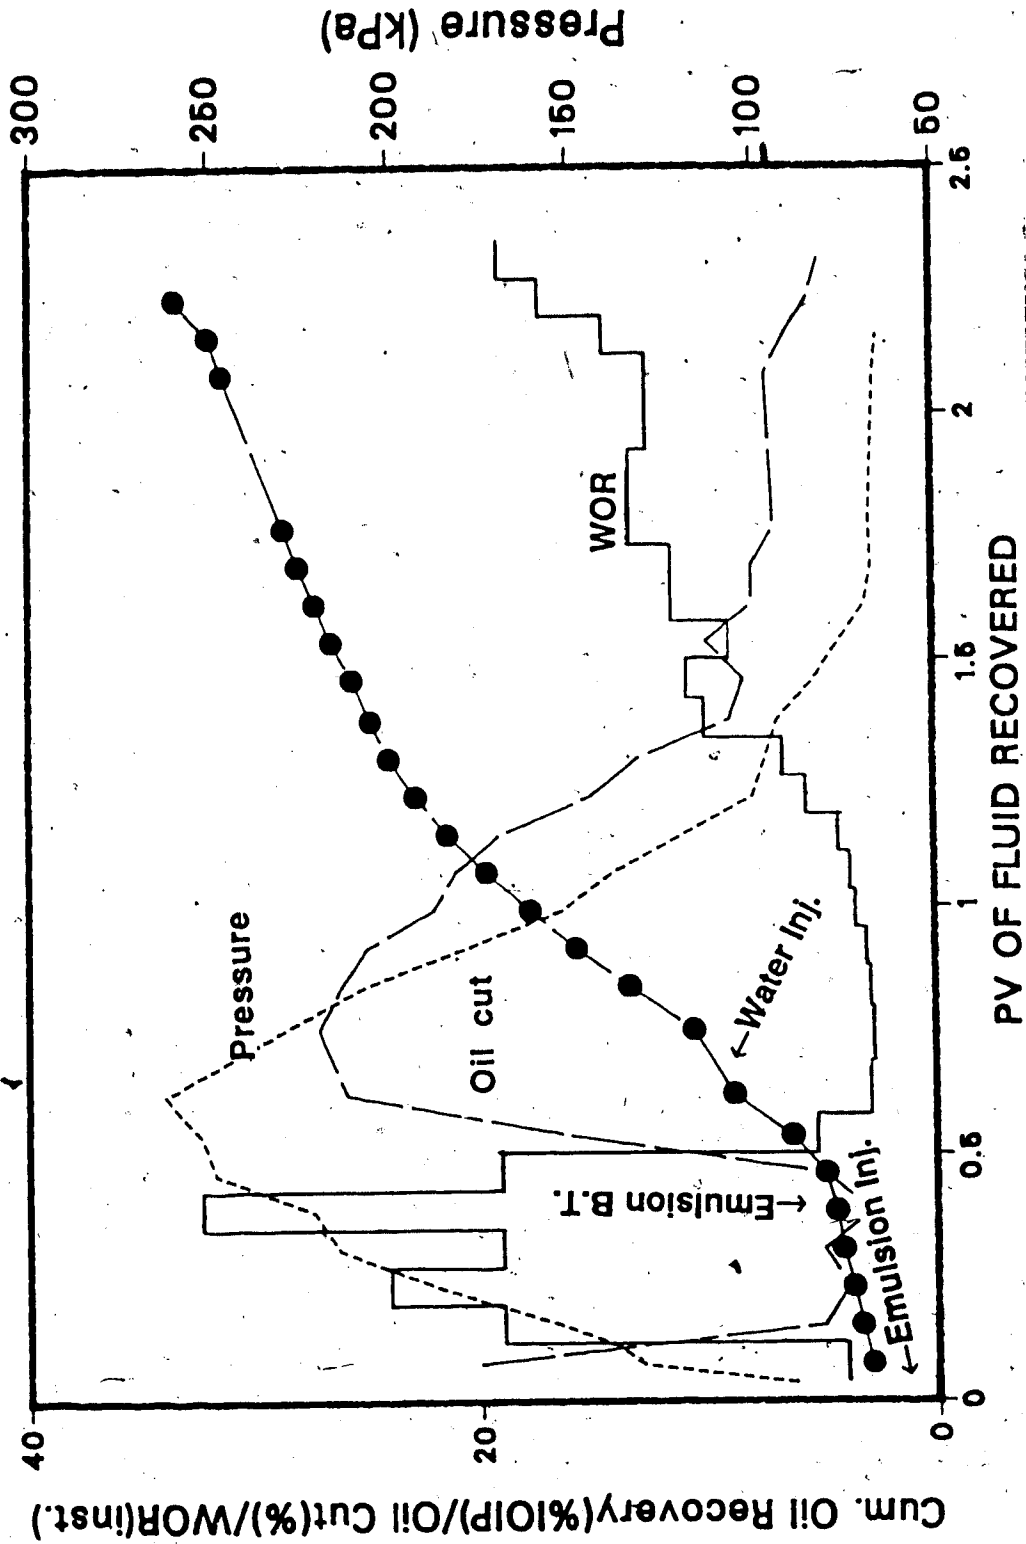 Cum. Oil Recovery(%IOIP)/Oil Cut(%)/WOR(inst.)
40
20
0
Pressure (kPa)
300
250
200
150
100
50
Pressure
Oil cut
WOR
←Water Inj.
←Emulsion B.T.
←Emulsion Inj.
0
0.5
1
1.5
2
2.5
PV OF FLUID RECOVERED